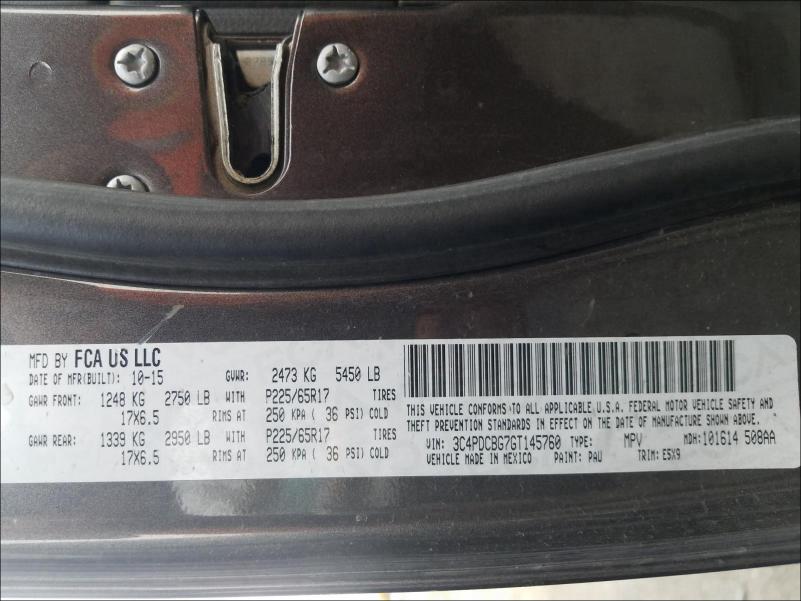 MFD BY FCA US LLC
DATE OF MFR(BUILT): 10-15 GVWR: 2473 KG 5450 LB
GAWR FRONT: 1248 KG 2750 LB WITH P225/65R17 TIRES
17X6.5 RIMS AT 250 KPA ( 36 PSI) COLD
GAWR REAR: 1339 KG 2950 LB WITH P225/65R17 TIRES
17X6.5 RIMS AT 250 KPA ( 36 PSI) COLD
THIS VEHICLE CONFORMS TO ALL APPLICABLE U.S.A. FEDERAL MOTOR VEHICLE SAFETY AND
THEFT PREVENTION STANDARDS IN EFFECT ON THE DATE OF MANUFACTURE SHOWN ABOVE.
VIN: 3C4PDCBG7GT145760 TYPE: MPV MDH: 101614 508AA
VEHICLE MADE IN MEXICO PAINT: PAU TRIM: E5X9